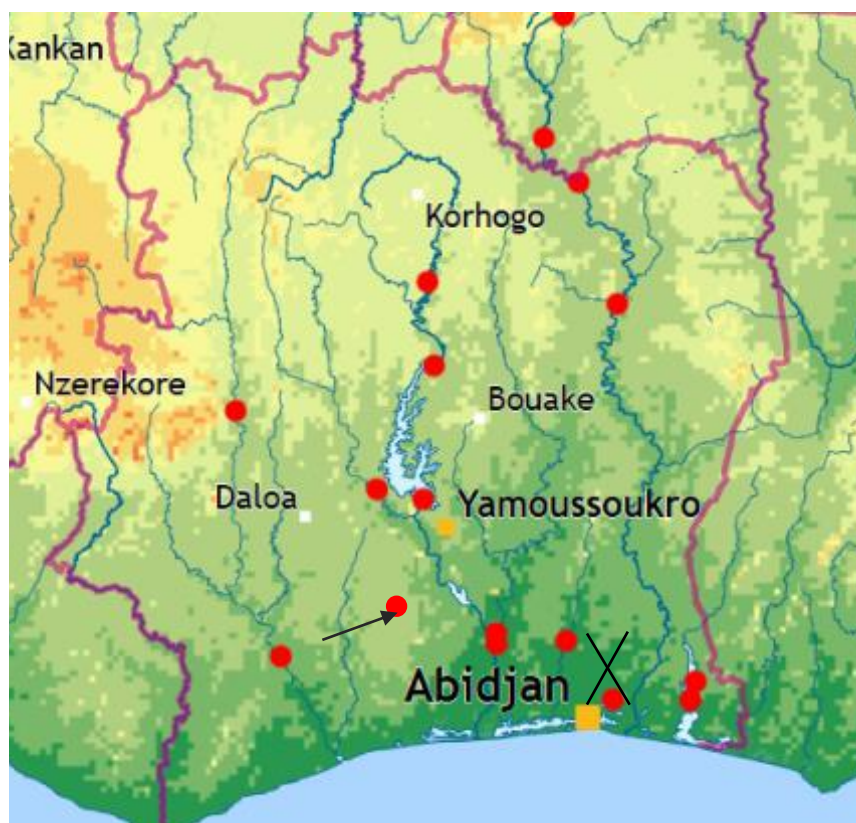 Kankan
Korhogo
Nzerekore
Bouake
Daloa
Yamoussoukro
Abidjan